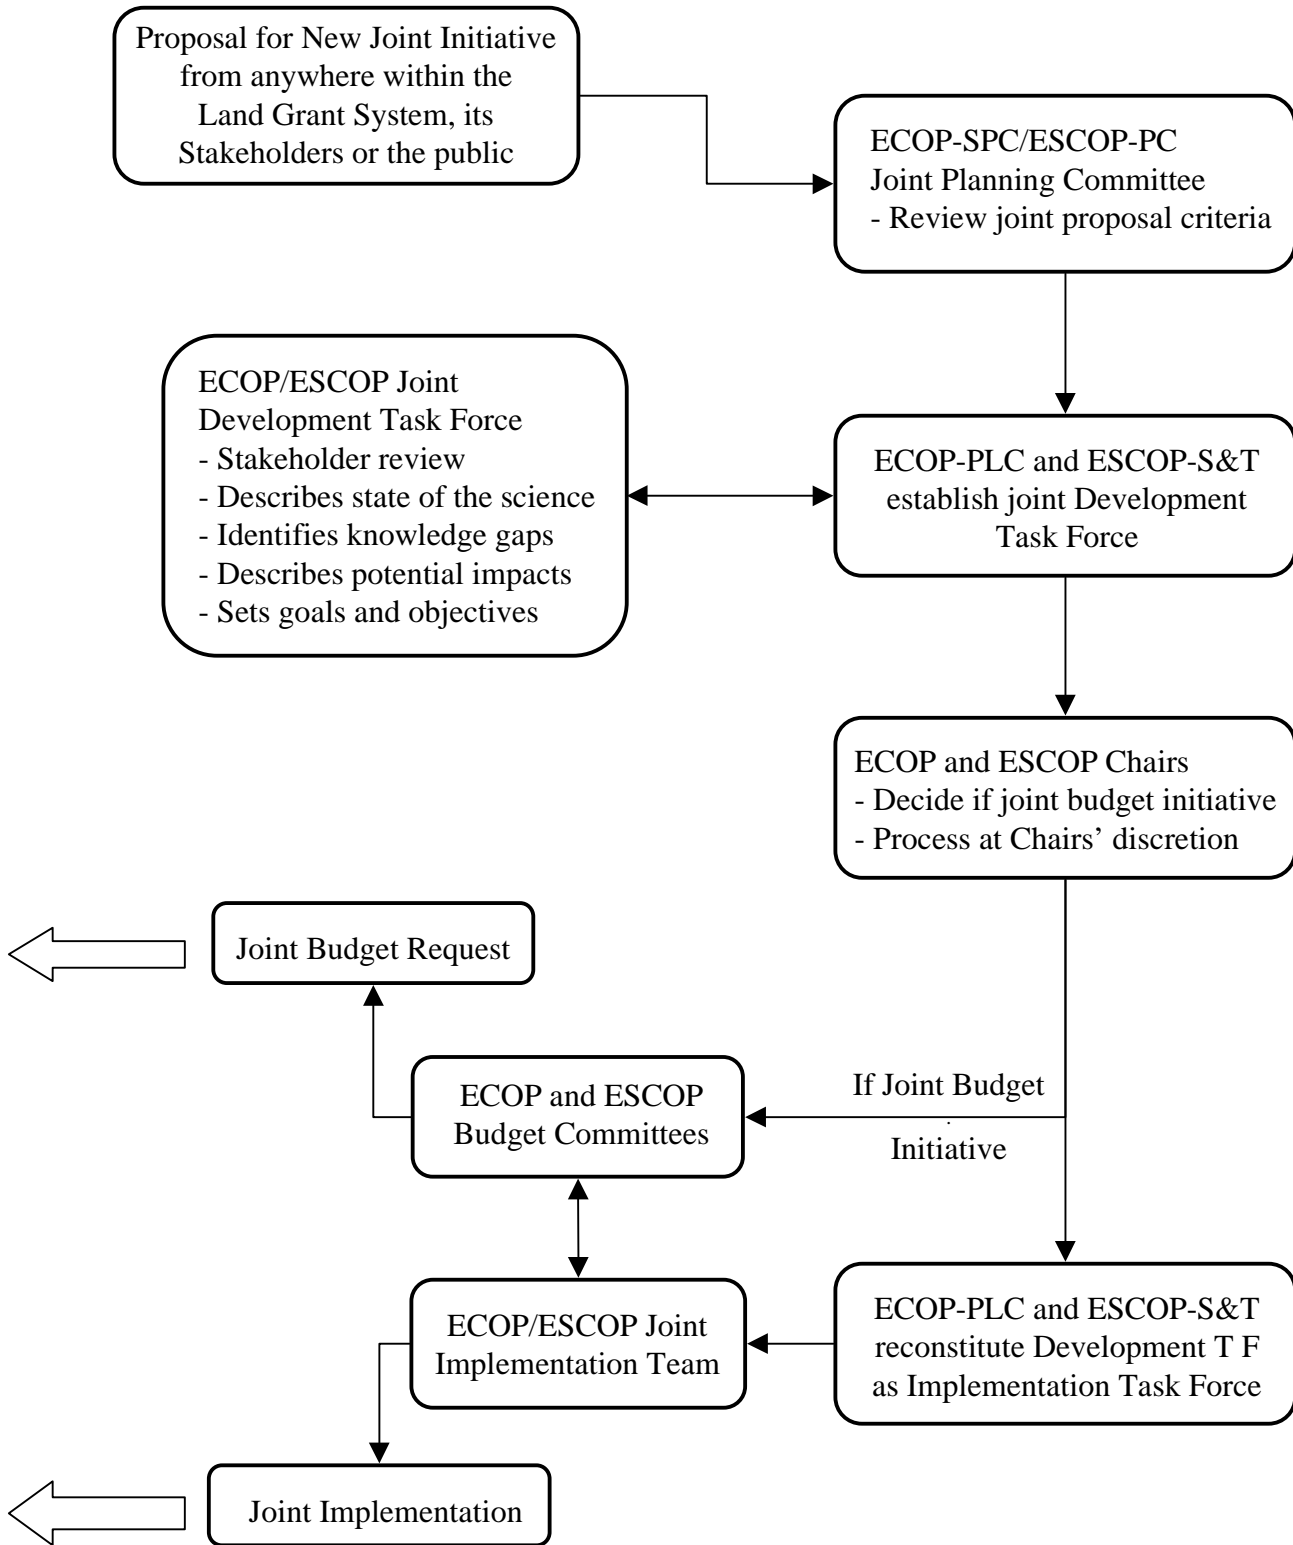 Proposal for New Joint Initiative
from anywhere within the
Land Grant System, its
Stakeholders or the public
ECOP-SPC/ESCOP-PC
Joint Planning Committee
- Review joint proposal criteria
ECOP/ESCOP Joint
Development Task Force
- Stakeholder review
- Describes state of the science
- Identifies knowledge gaps
- Describes potential impacts
- Sets goals and objectives
ECOP-PLC and ESCOP-S&T
establish joint Development
Task Force
ECOP and ESCOP Chairs
- Decide if joint budget initiative
- Process at Chairs’ discretion
Joint Budget Request
ECOP and ESCOP
Budget Committees
If Joint Budget
Initiative
ECOP/ESCOP Joint
Implementation Team
ECOP-PLC and ESCOP-S&T
reconstitute Development T F
as Implementation Task Force
Joint Implementation